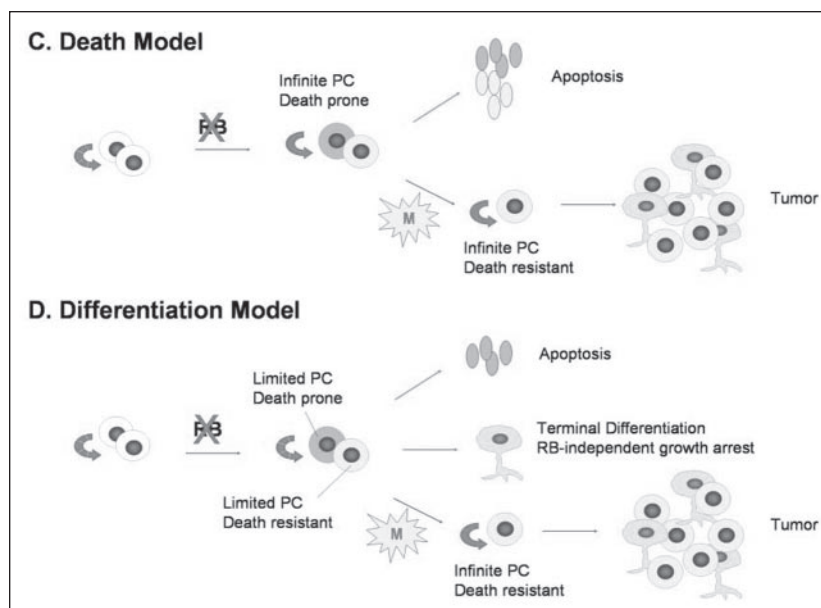 C. Death Model
Infinite PC
Death prone
Apoptosis
RB
M
Infinite PC
Death resistant
Tumor
D. Differentiation Model
Limited PC
Death prone
Apoptosis
RB
Terminal Differentiation
RB-independent growth arrest
Limited PC
Death resistant
M
Infinite PC
Death resistant
Tumor